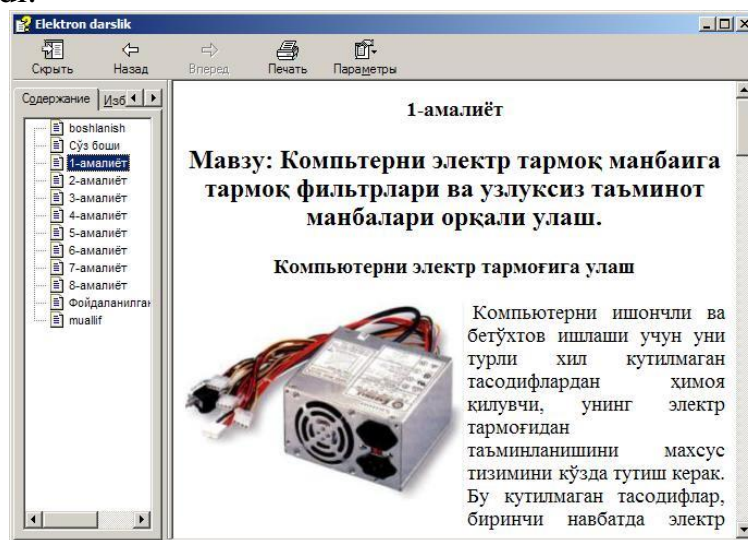 Elektron darslik
Скрыть Назад Вперед Печать Параметры
Содержание Изб
boshlanish
Сўз боши
1-амалиёт
2-амалиёт
3-амалиёт
4-амалиёт
5-амалиёт
6-амалиёт
7-амалиёт
8-амалиёт
Фойдаланилган
muallif
1-амалиёт
Мавзу: Компьтерни электр тармоқ манбаига
тармоқ фильтрлари ва узлуксиз таъминот
манбалари орқали улаш.
Компьютерни электр тармоғига улаш
Компьютерни ишончли ва
бетўхтов ишлаши учун уни
турли хил кутилмаган
тасодифлардан ҳимоя
қилувчи, унинг электр
тармоғидан
таъминланишини махсус
тизимини кўзда тутиш керак.
Бу кутилмаган тасодифлар,
биринчи навбатда электр